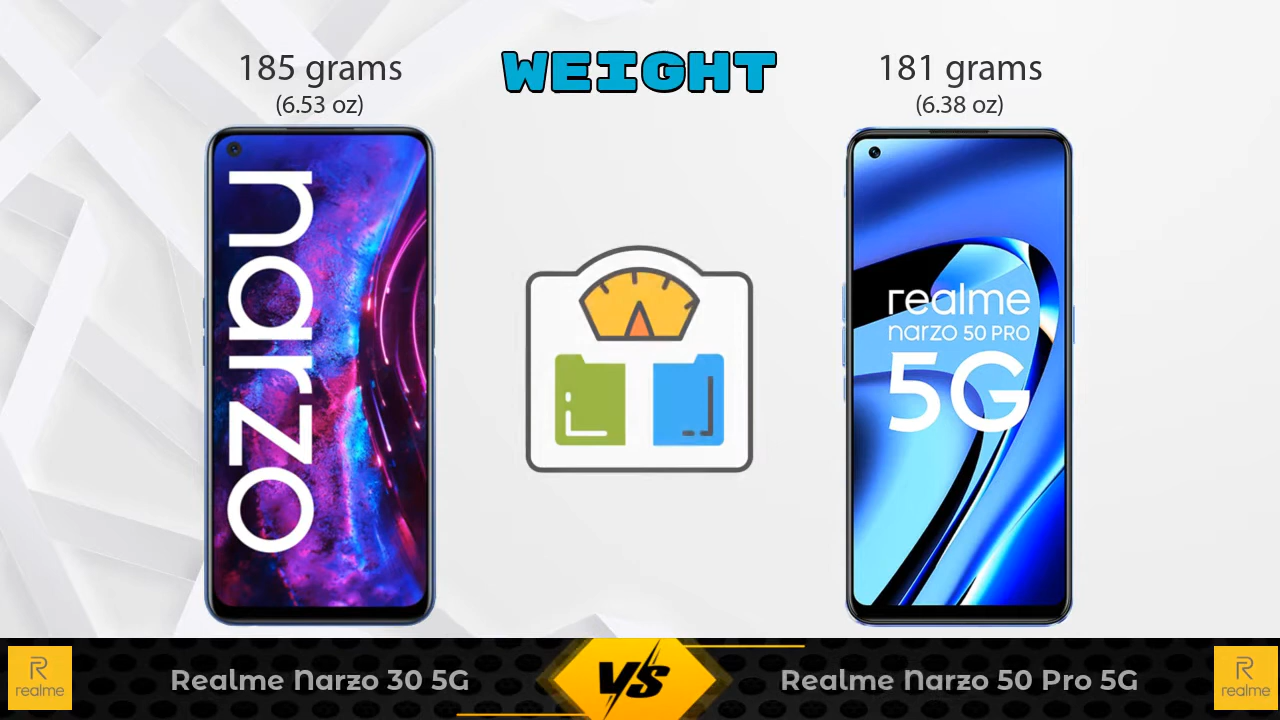 WEIGHT
185 grams
(6.53 oz)
181 grams
(6.38 oz)
narzo
realme
narzo 50 PRO
5G
R
realme
Realme Narzo 30 5G
VS
Realme Narzo 50 Pro 5G
R
realme